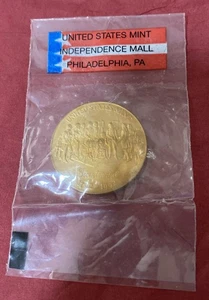 UNITED STATES MINT
INDEPENDENCE MALL
PHILADELPHIA, PA